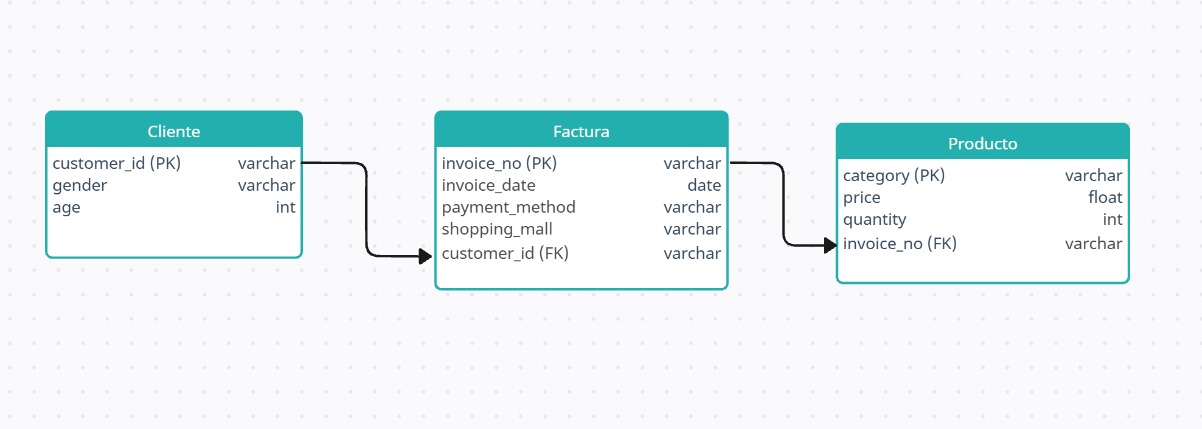 Cliente
customer_id (PK) varchar
gender varchar
age int
Factura
invoice_no (PK) varchar
invoice_date date
payment_method varchar
shopping_mall varchar
customer_id (FK) varchar
Producto
category (PK) varchar
price float
quantity int
invoice_no (FK) varchar